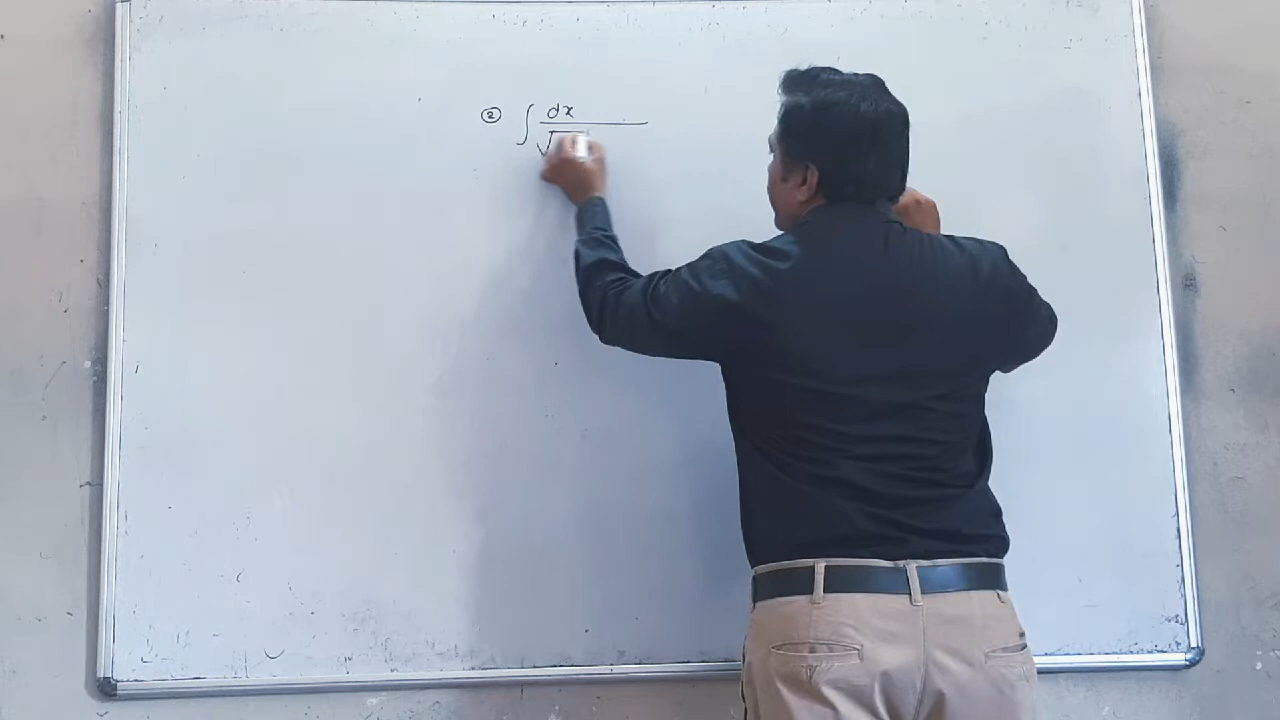 ② ∫ dx / √